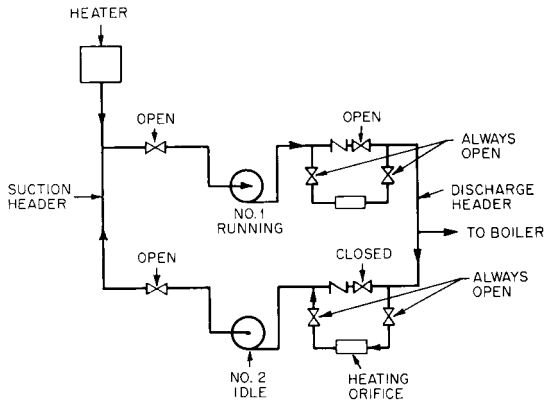 HEATER
OPEN
OPEN
ALWAYS
OPEN
SUCTION
HEADER
DISCHARGE
HEADER
NO.1
RUNNING
TO BOILER
OPEN
CLOSED
ALWAYS
OPEN
NO. 2
IDLE
HEATING
ORIFICE